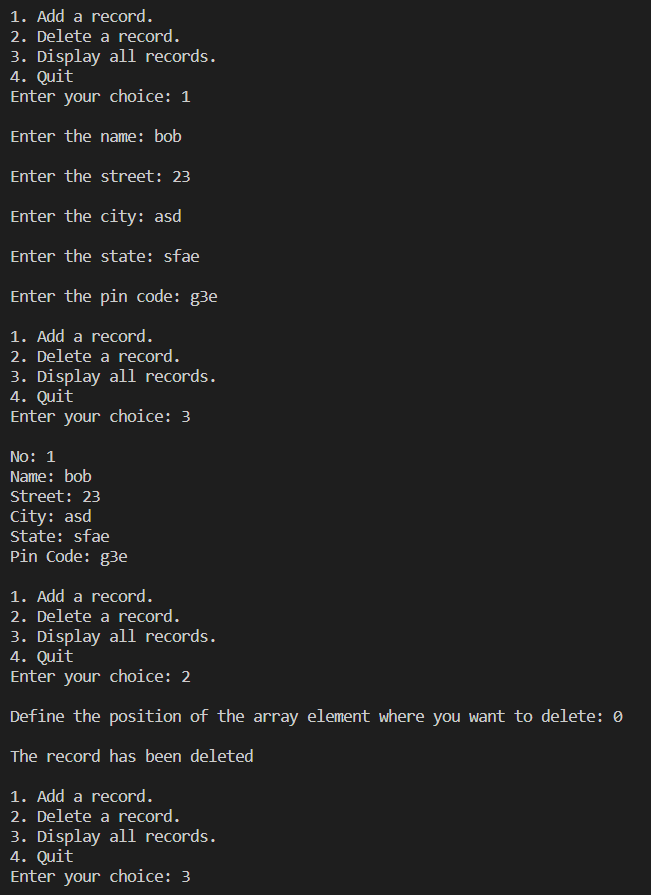 1. Add a record.
2. Delete a record.
3. Display all records.
4. Quit
Enter your choice: 1
Enter the name: bob
Enter the street: 23
Enter the city: asd
Enter the state: sfae
Enter the pin code: g3e
1. Add a record.
2. Delete a record.
3. Display all records.
4. Quit
Enter your choice: 3
No: 1
Name: bob
Street: 23
City: asd
State: sfae
Pin Code: g3e
1. Add a record.
2. Delete a record.
3. Display all records.
4. Quit
Enter your choice: 2
Define the position of the array element where you want to delete: 0
The record has been deleted
1. Add a record.
2. Delete a record.
3. Display all records.
4. Quit
Enter your choice: 3